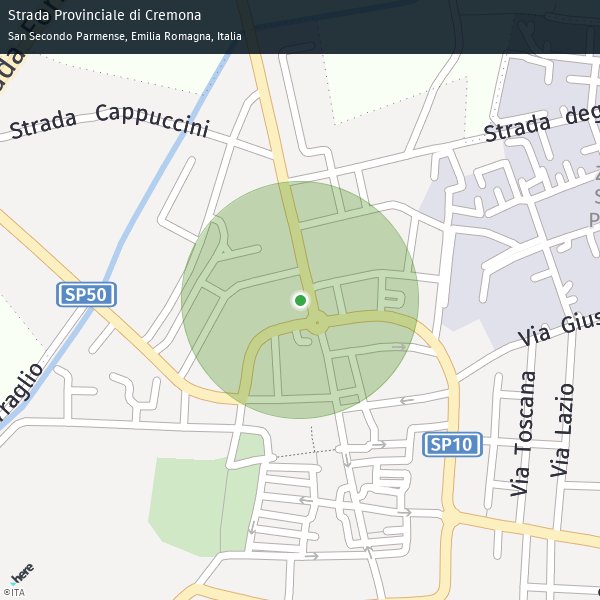 Strada Provinciale di Cremona
San Secondo Parmense, Emilia Romagna, Italia
Strada Cappuccini
Strada deg
SP50
Via Gius
raglio
Via Toscana
Via Lazio
SP10
here
©ITA